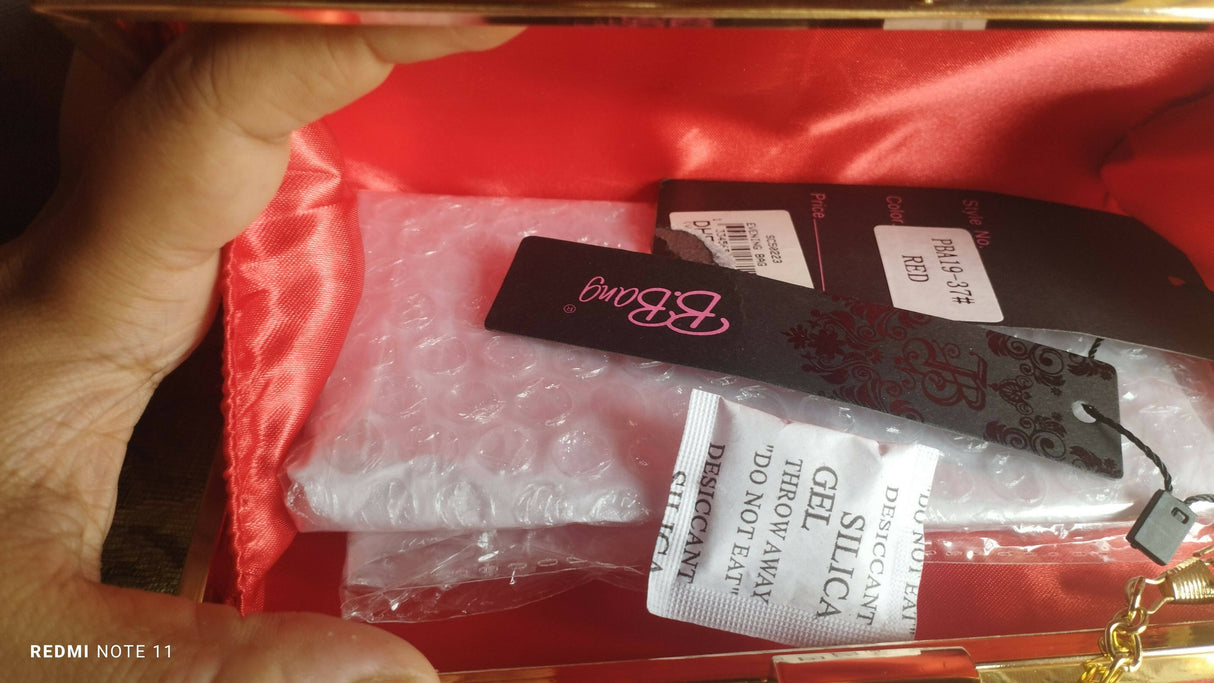 Style No.
PBA19-37#
Color
RED
Price
SC50223
EVENING BAG
B.Bang
®
B
"DO NOT EAT"
DESICCANT
SILICA
GEL
THROW AWAY
"DO NOT EAT"
DESICCANT
SILICA
REDMI NOTE 11